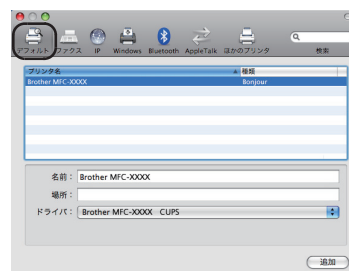 デフォルト ファクス IP Windows Bluetooth AppleTalk ほかのプリンタ 検索
プリンタ名 種類
Brother MFC-XXXX Bonjour
名前： Brother MFC-XXXX
場所：
ドライバ： Brother MFC-XXXX CUPS
追加